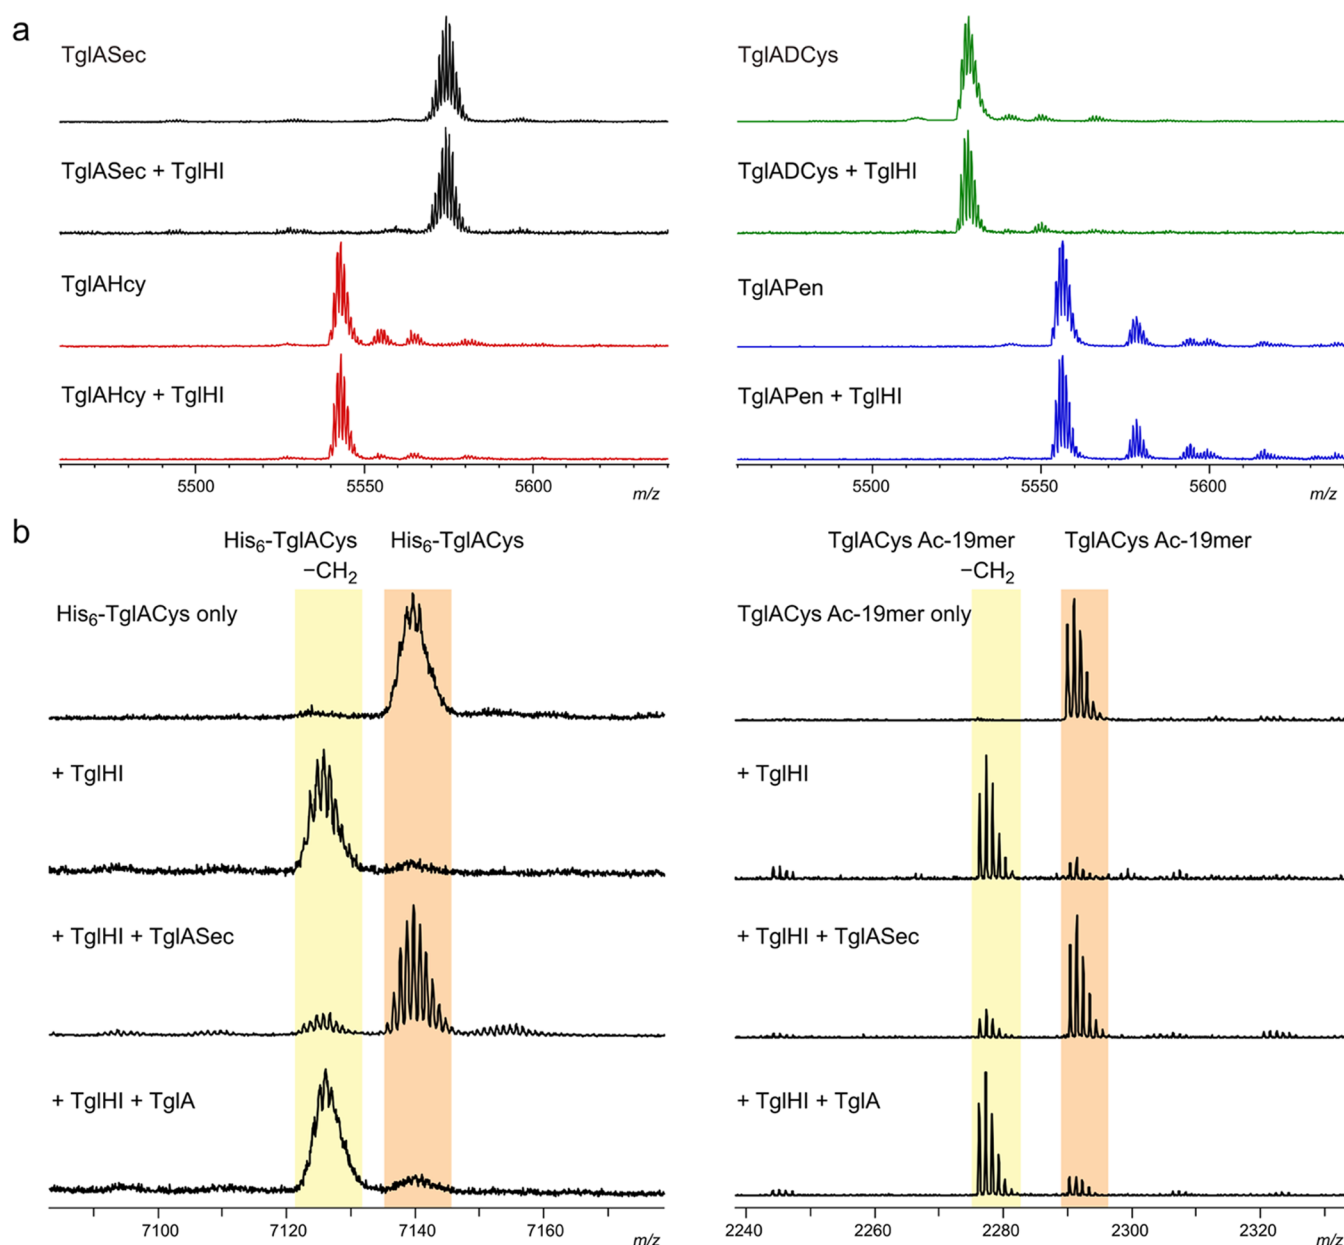 a
TglASec
TglASec + TglHI
TglAHcy
TglAHcy + TglHI
5500 5550 5600 m/z
TglADCys
TglADCys + TglHI
TglAPen
TglAPen + TglHI
5500 5550 5600 m/z
b
His6-TglACys −CH2
His6-TglACys
His6-TglACys only
+ TglHI
+ TglHI + TglASec
+ TglHI + TglA
7100 7120 7140 7160 m/z
TglACys Ac-19mer −CH2
TglACys Ac-19mer
TglACys Ac-19mer only
+ TglHI
+ TglHI + TglASec
+ TglHI + TglA
2240 2260 2280 2300 2320 m/z